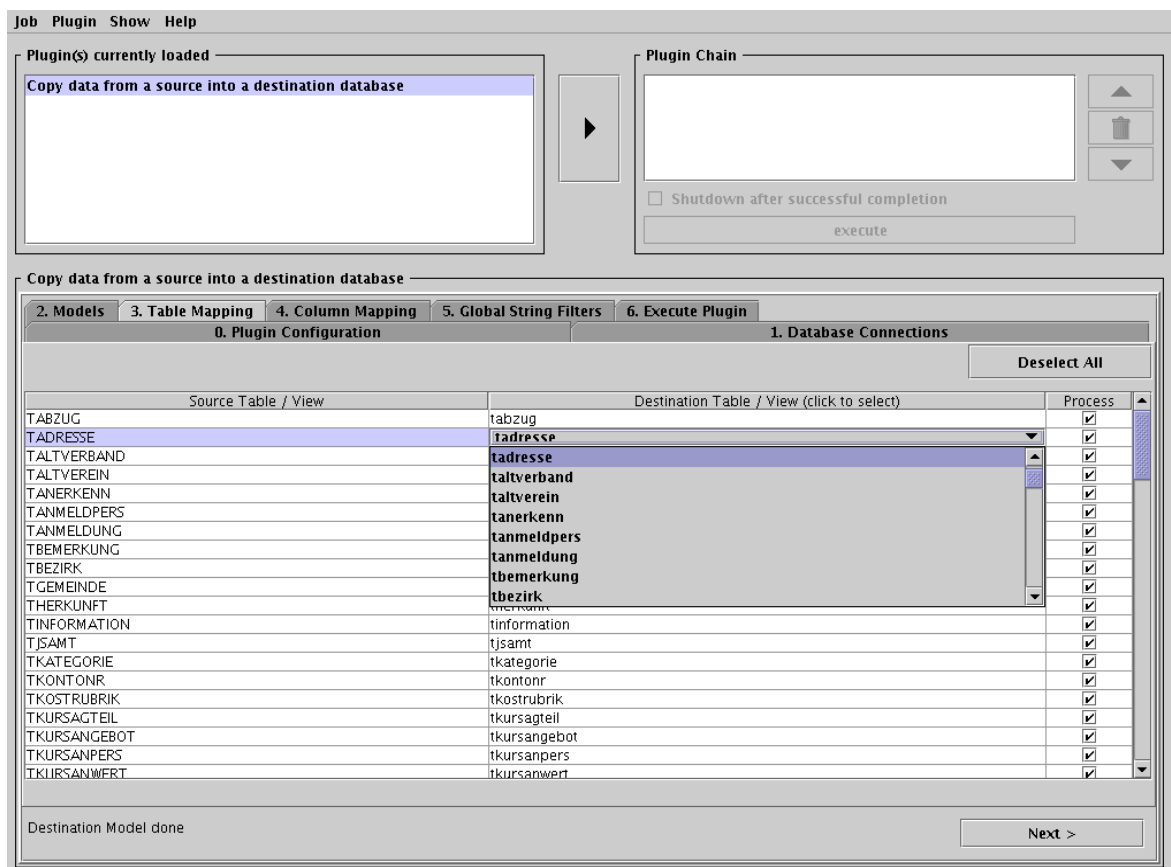 Job Plugin Show Help
Plugin(s) currently loaded
Copy data from a source into a destination database
Plugin Chain
Shutdown after successful completion
execute
Copy data from a source into a destination database
2. Models 3. Table Mapping 4. Column Mapping 5. Global String Filters 6. Execute Plugin
0. Plugin Configuration 1. Database Connections
Deselect All
Source Table / View Destination Table / View (click to select) Process
TABZUG tabzug
TADRESSE tadresse
TALTVERBAND tadresse
TALTVEREIN taltverband
TANERKENN taltverein
TANMELDPERS tanerkenn
TANMELDUNG tanmeldpers
TBEMERKUNG tanmeldung
TBEZIRK tbemerkung
TGEMEINDE tbezirk
THERKUNFT
TINFORMATION tinformation
TJSAMT tjsamt
TKATEGORIE tkategorie
TKONTONR tkontonr
TKOSTRUBRIK tkostrubrik
TKURSAGTEIL tkursagteil
TKURSANGEBOT tkursangebot
TKURSANPERS tkursanpers
TKURSANWERT tkursanwert
Destination Model done
Next >